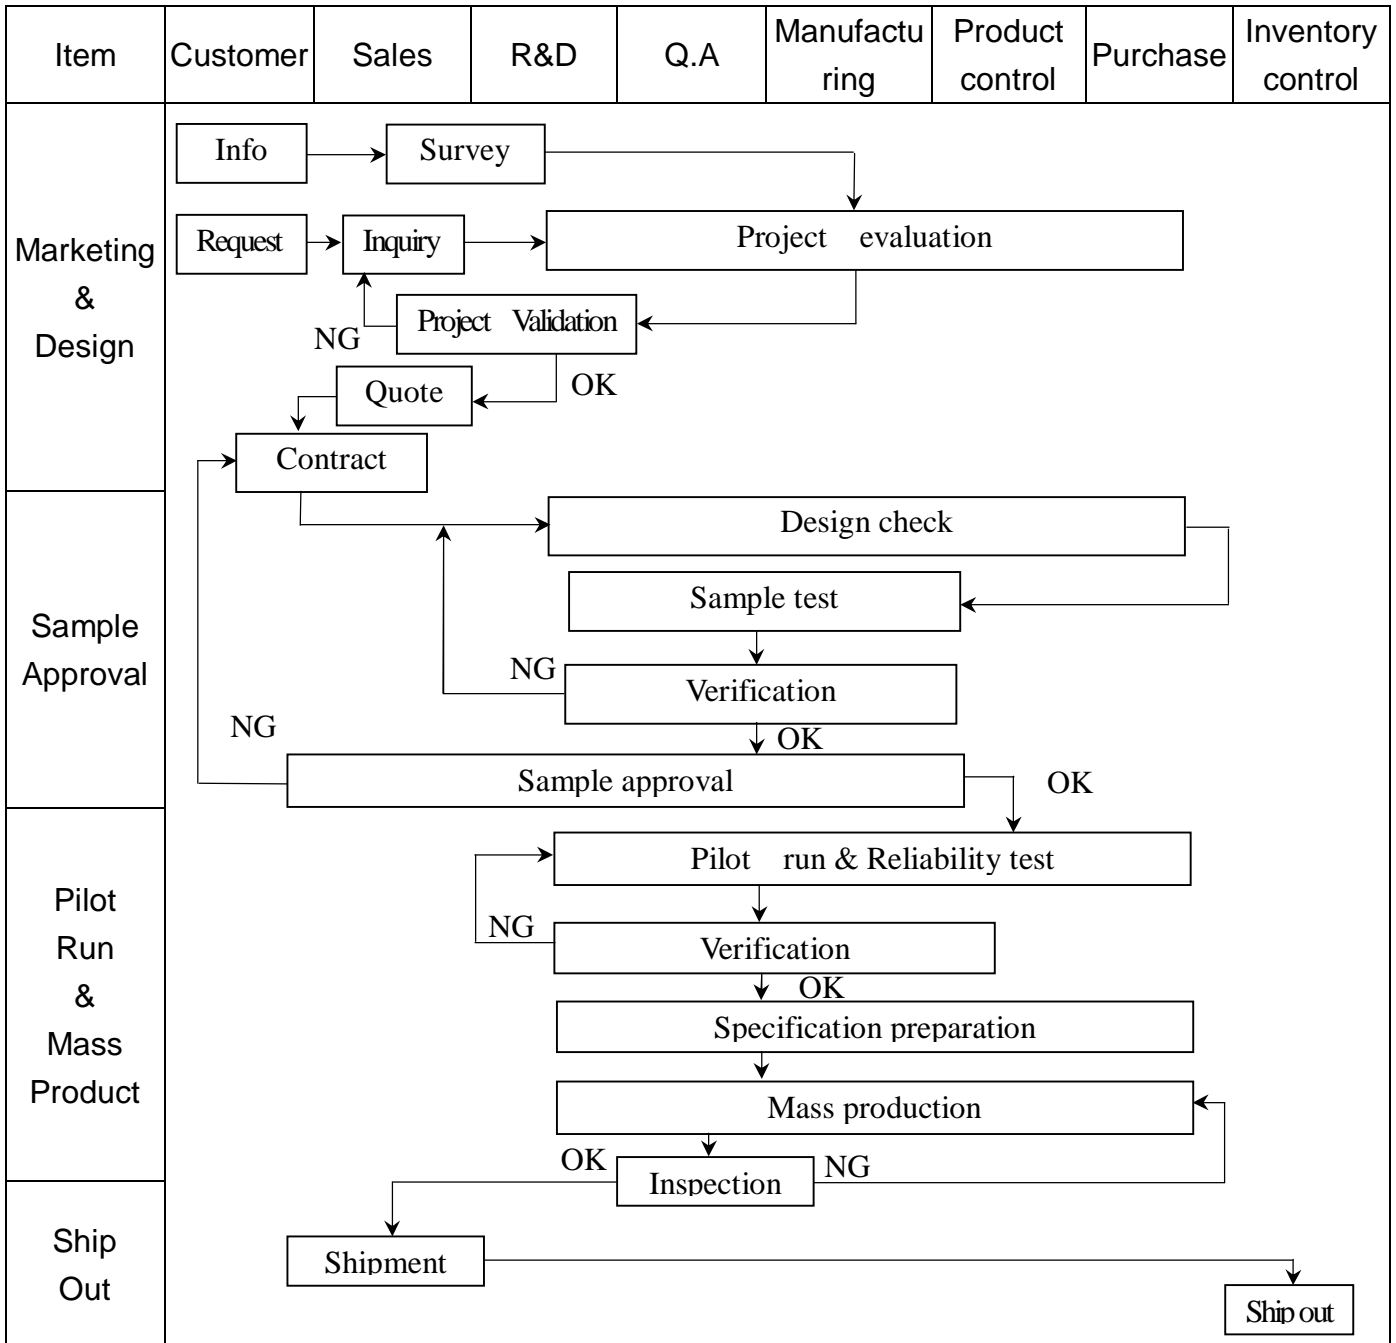 Item
Customer
Sales
R&D
Q.A
Manufactu
ring
Product
control
Purchase
Inventory
control
Marketing
&
Design
Info
Survey
Request
Inquiry
Project evaluation
NG
Project Validation
Quote
OK
Contract
Sample
Approval
Design check
Sample test
NG
Verification
NG
OK
Sample approval
OK
Pilot
Run
&
Mass
Product
Pilot run & Reliability test
NG
Verification
OK
Specification preparation
Mass production
OK
Inspection
NG
Ship
Out
Shipment
Ship out